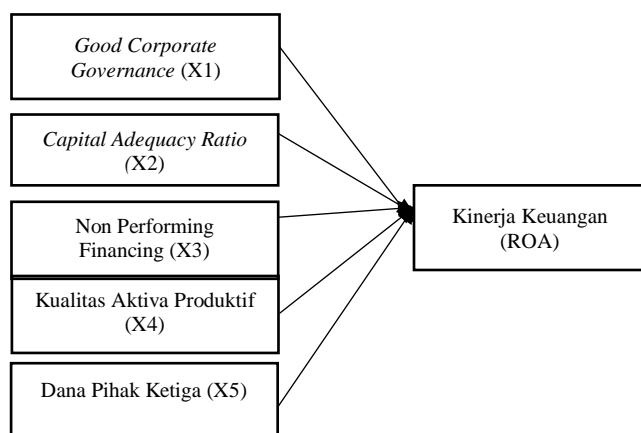 Good Corporate
Governance (X1)
Capital Adequacy Ratio
(X2)
Non Performing
Financing (X3)
Kualitas Aktiva Produktif
(X4)
Dana Pihak Ketiga (X5)
Kinerja Keuangan
(ROA)